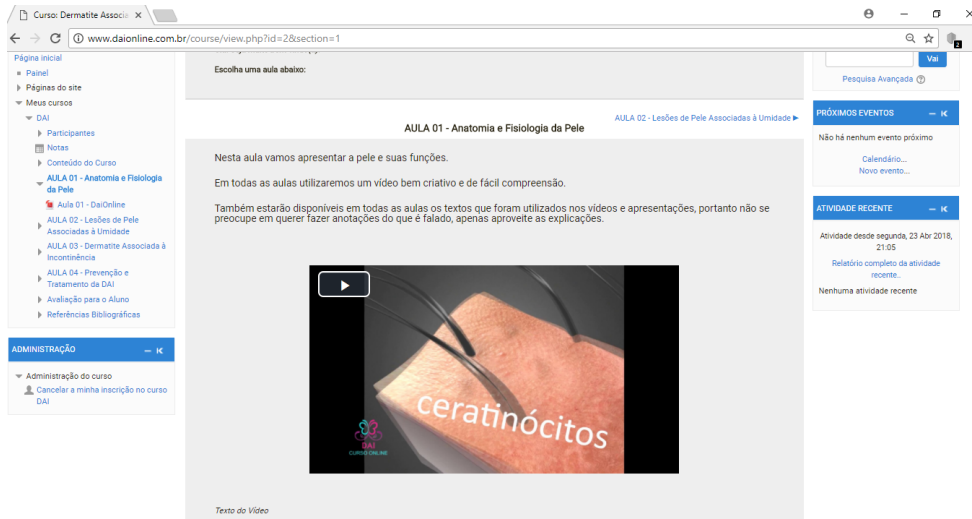 Curso: Dermatite Associa
www.daionline.com.br/course/view.php?id=2&section=1
2
Página inicial
Painel
Páginas do site
Meus cursos
DAI
Participantes
Notas
Conteúdo do Curso
AULA 01 - Anatomia e Fisiologia
da Pele
Aula 01 - DaiOnline
AULA 02 - Lesões de Pele
Associadas à Umidade
AULA 03 - Dermatite Associada à
Incontinência
AULA 04 - Prevenção e
Tratamento da DAI
Avaliação para o Aluno
Referências Bibliográficas
ADMINISTRAÇÃO
Administração do curso
Cancelar a minha inscrição no curso
DAI
Escolha uma aula abaixo:
AULA 02 - Lesões de Pele Associadas à Umidade
AULA 01 - Anatomia e Fisiologia da Pele
Nesta aula vamos apresentar a pele e suas funções.
Em todas as aulas utilizaremos um vídeo bem criativo e de fácil compreensão.
Também estarão disponíveis em todas as aulas os textos que foram utilizados nos vídeos e apresentações, portanto não se
preocupe em querer fazer anotações do que é falado, apenas aproveite as explicações.
ceratinócitos
DAI
CURSO ONLINE
Texto do Vídeo
Vai
Pesquisa Avançada
PRÓXIMOS EVENTOS
Não há nenhum evento próximo
Calendário...
Novo evento...
ATIVIDADE RECENTE
Atividade desde segunda, 23 Abr 2018,
21:05
Relatório completo da atividade
recente..
Nenhuma atividade recente